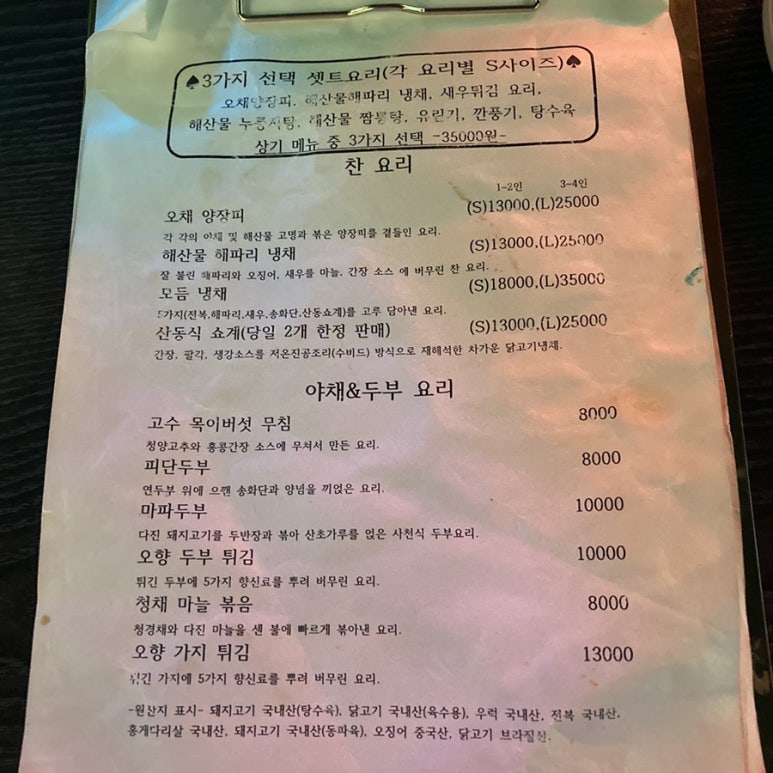 ♠3가지 선택 셋트요리(각 요리별 S사이즈)♠
오채양장피, 해산물해파리 냉채, 새우튀김 요리,
해산물 누룽지탕, 해산물 짬뽕탕, 유린기, 깐풍기, 탕수육
상기 메뉴 중 3가지 선택 -35000원-
찬 요리
1~2인 3~4인
오채 양장피 (S)13000,(L)25000
각 각의 야채 및 해산물 고명과 볶은 양장피를 곁들인 요리.
해산물 해파리 냉채 (S)13000,(L)25000
잘 불린 해파리와 오징어, 새우를 마늘, 간장 소스 에 버무린 찬 요리.
모듬 냉채 (S)18000,(L)35000
5가지(전복,해파리,새우,송화단,산동쇼계)를 고루 담아낸 요리.
산동식 쇼계(당일 2개 한정 판매) (S)13000,(L)25000
간장, 팔각, 생강소스를 저온진공조리(수비드) 방식으로 재해석한 차가운 닭고기냉채.
야채&두부 요리
고수 목이버섯 무침 8000
청양고추와 홍콩간장 소스에 무쳐서 만든 요리.
피단두부 8000
연두부 위에 으깬 송화단과 양념을 끼얹은 요리.
마파두부 10000
다진 돼지고기를 두반장과 볶아 산초가루를 얹은 사천식 두부요리.
오향 두부 튀김 10000
튀긴 두부에 5가지 향신료를 뿌려 버무린 요리.
청채 마늘 볶음 8000
청경채와 다진 마늘을 센 불에 빠르게 볶아낸 요리.
오향 가지 튀김 13000
튀긴 가지에 5가지 향신료를 뿌려 버무린 요리.
-원산지 표시- 돼지고기 국내산(탕수육), 닭고기 국내산(육수용), 우럭 국내산, 전복 국내산,
홍게다리살 국내산, 돼지고기 국내산(동파육), 오징어 중국산, 닭고기 브라질산.